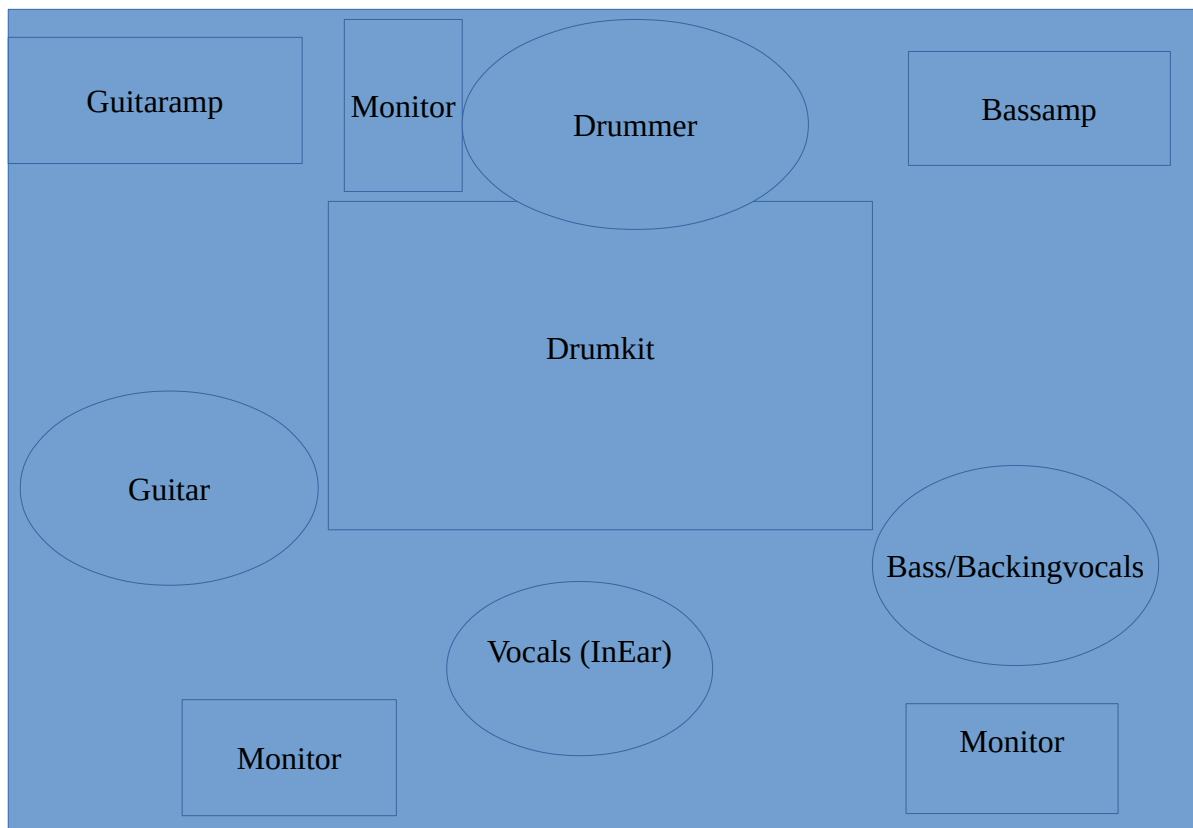 Guitaramp
Monitor
Drummer
Bassamp
Drumkit
Guitar
Bass/Backingvocals
Vocals (InEar)
Monitor
Monitor